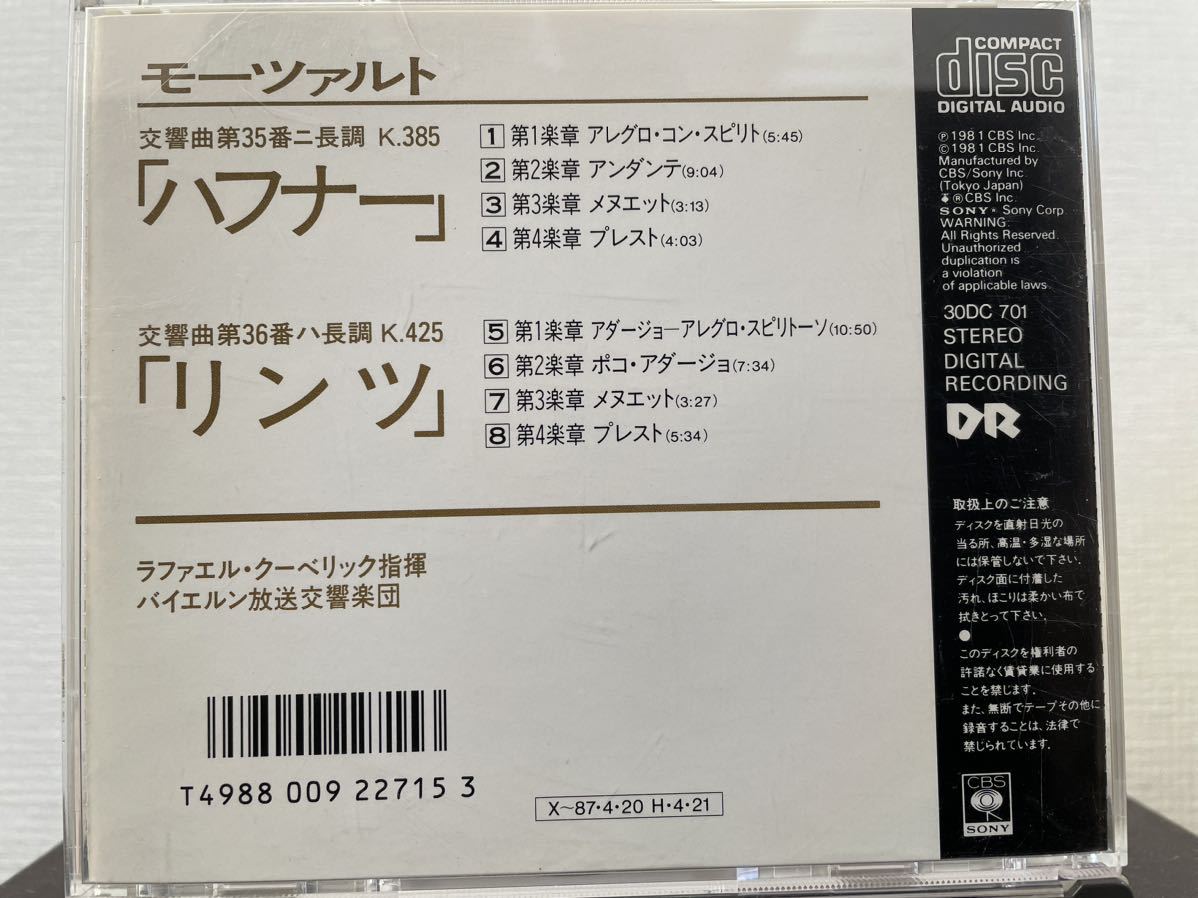 モーツァルト
交響曲第35番ニ長調 K.385
「ハフナー」
1 第1楽章 アレグロ・コン・スピリト(5:45)
2 第2楽章 アンダンテ(9:04)
3 第3楽章 メヌエット(3:13)
4 第4楽章 プレスト(4:03)
交響曲第36番ハ長調 K.425
「リンツ」
5 第1楽章 アダージョ―アレグロ・スピリトーソ(10:50)
6 第2楽章 ポコ・アダージョ(7:34)
7 第3楽章 メヌエット(3:27)
8 第4楽章 プレスト(5:34)
ラファエル・クーベリック指揮
バイエルン放送交響楽団
T4988 009 22715 3
X~87・4・20 H・4・21
COMPACT
disc
DIGITAL AUDIO
Ⓟ 1981 CBS Inc.
© 1981 CBS Inc.
Manufactured by
CBS/Sony Inc.
(Tokyo Japan)
® CBS Inc.
SONY* Sony Corp.
WARNING:
All Rights Reserved.
Unauthorized
duplication is
a violation
of applicable laws.
30DC 701
STEREO
DIGITAL
RECORDING
DR
取扱上のご注意
ディスクを直射日光の
当る所、高温・多湿な場所
には保管しないで下さい。
ディスク面に付着した
汚れ、ほこりは柔かい布で
拭きとって下さい。
●
このディスクを権利者の
許諾なく賃貸業に使用する
ことを禁じます。
また、無断でテープその他に
録音することは、法律で
禁じられています。
CBS
SONY